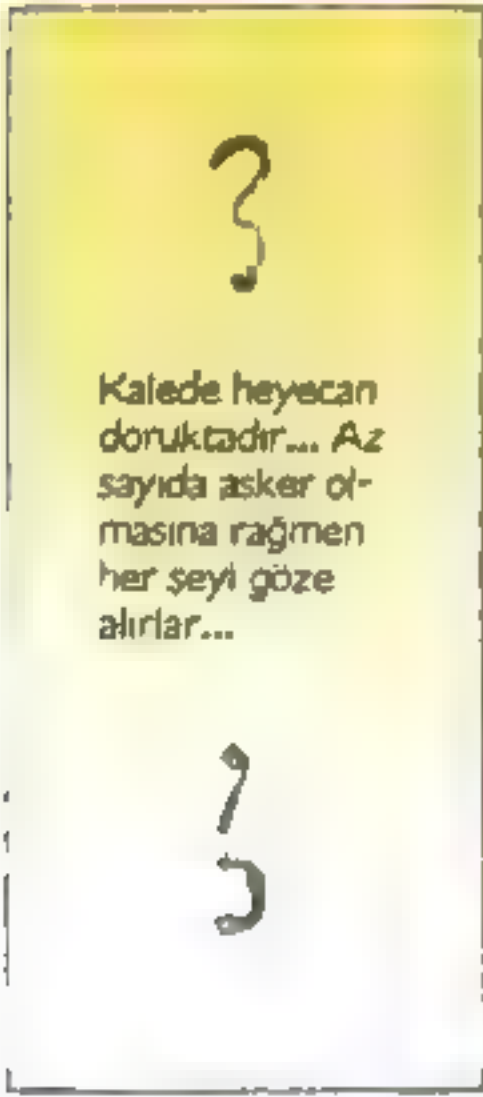 Kalede heyecan
doruktadır... Az
sayıda asker ol-
masına rağmen
her şeyi göze
alırlar...